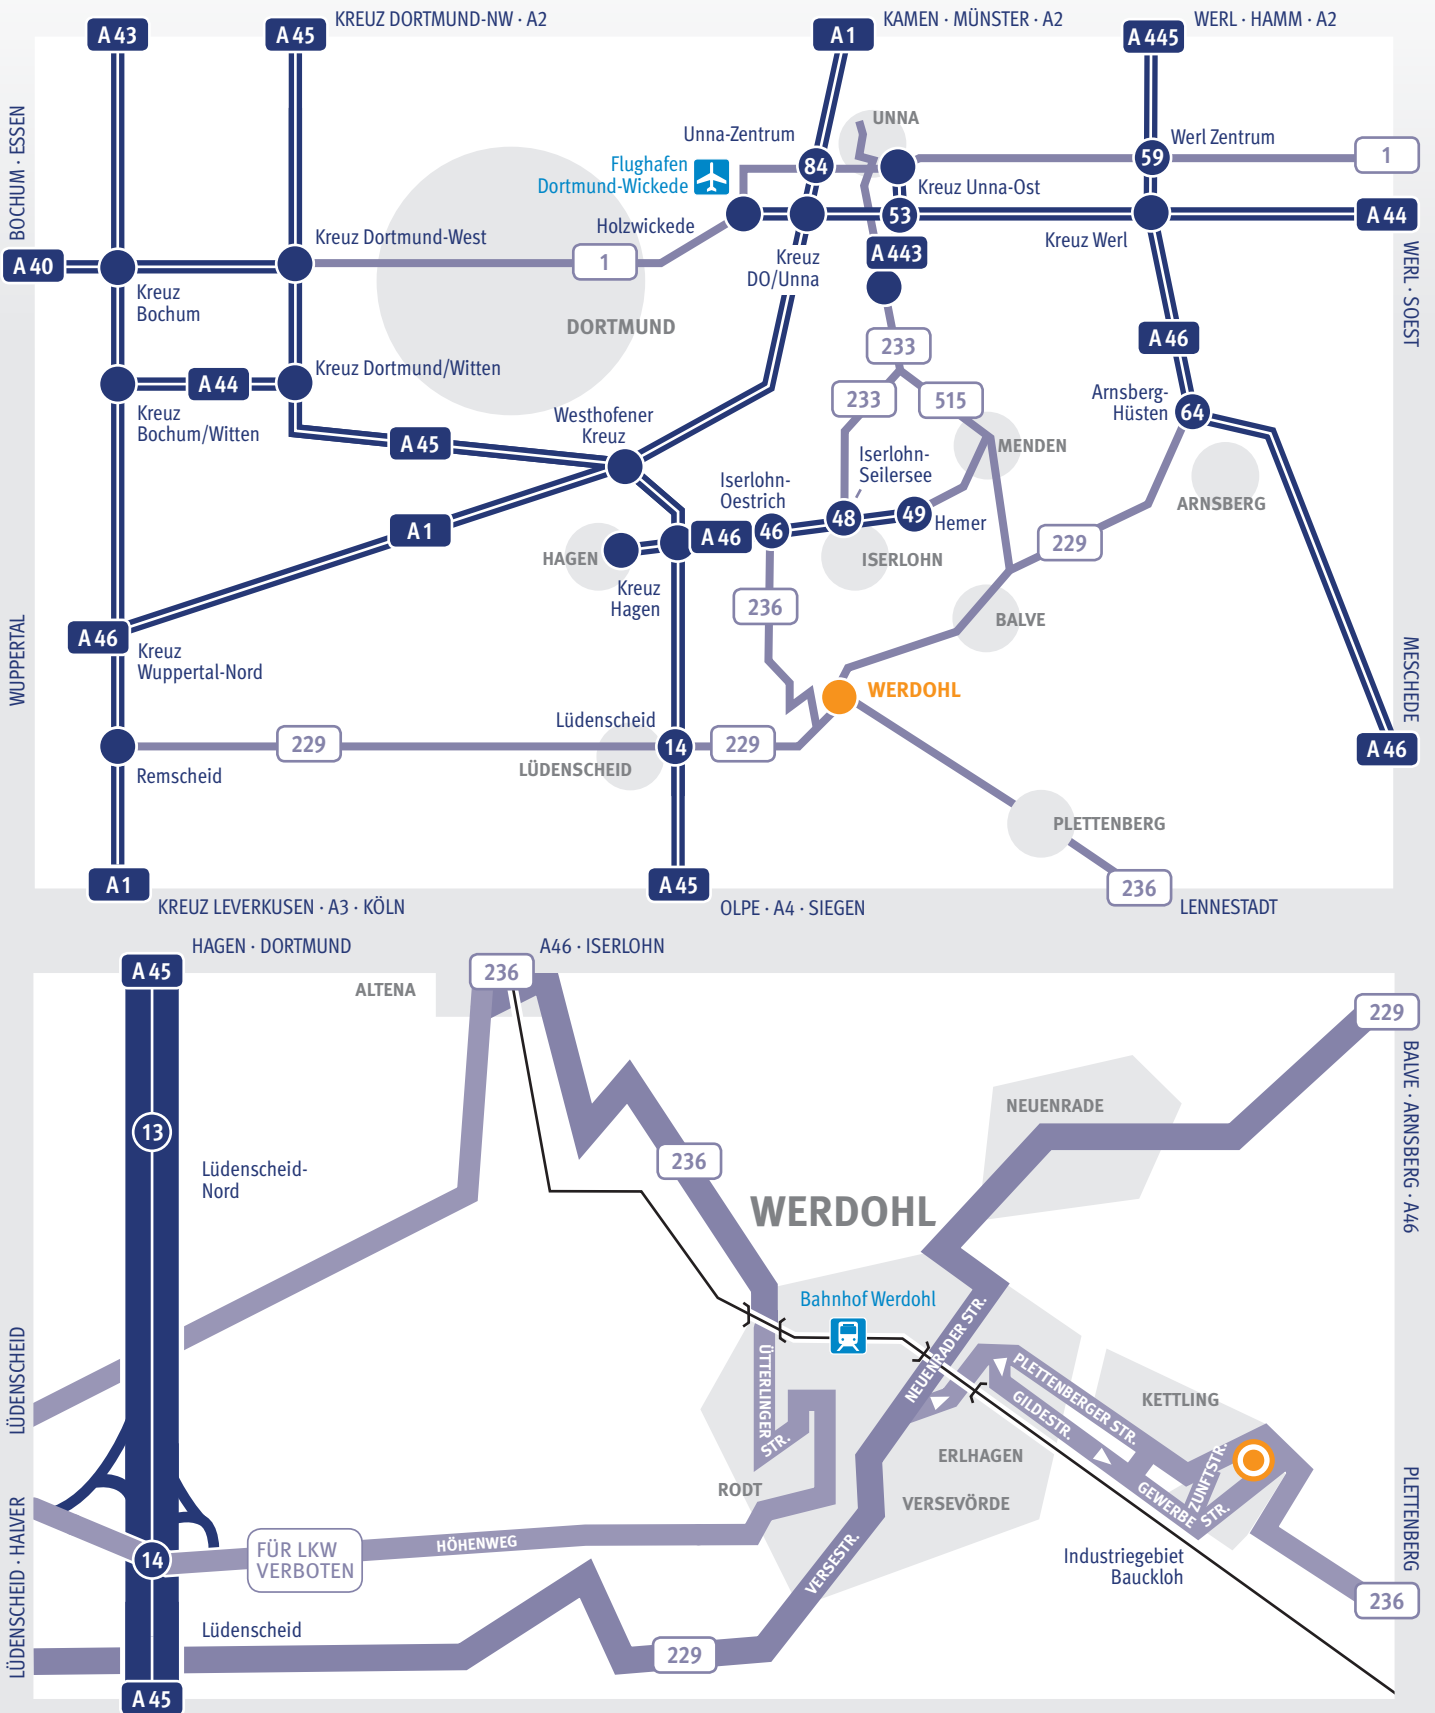 KREUZ DORTMUND-NW · A2
KAMEN · MÜNSTER · A2
WERL · HAMM · A2
A 43
A 45
A1
A 445
BOCHUM · ESSEN
UNNA
Unna-Zentrum
84
Werl Zentrum
59
1
Flughafen
Dortmund-Wickede
Kreuz Unna-Ost
Holzwickede
53
A 44
Kreuz Dortmund-West
Kreuz Werl
A 40
1
Kreuz
DO/Unna
A 443
WERL · SOEST
Kreuz
Bochum
DORTMUND
233
A 46
Kreuz Dortmund/Witten
A 44
233
515
Arnsberg-
Hüsten
64
Kreuz
Bochum/Witten
Westhofener
Kreuz
A 45
MENDEN
Iserlohn-
Seilersee
Iserlohn-
Oestrich
ARNSBERG
A1
A 46
46
48
49
Hemer
229
HAGEN
ISERLOHN
Kreuz
Hagen
236
BALVE
WUPPERTAL
A 46
Kreuz
Wuppertal-Nord
MESCHEDE
WERDOHL
Lüdenscheid
229
14
229
A 46
LÜDENSCHEID
Remscheid
PLETTENBERG
A1
A 45
236
KREUZ LEVERKUSEN · A3 · KÖLN
OLPE · A4 · SIEGEN
LENNESTADT
HAGEN · DORTMUND
A46 · ISERLOHN
A 45
236
ALTENA
229
BALVE · ARNSBERG · A46
NEUENRADE
13
Lüdenscheid-
Nord
236
WERDOHL
Bahnhof Werdohl
NEUENRADER STR.
ÜTTERLINGER
STR.
PLETTENBERGER STR.
GILDESTR.
KETTLING
LÜDENSCHEID
ERLHAGEN
ZUNFTSTR.
GEWERBE
STR.
RODT
VERSEVÖRDE
PLETTENBERG
LÜDENSCHEID · HALVER
14
FÜR LKW
VERBOTEN
HÖHENWEG
VERSESTR.
Industriegebiet
Bauckloh
236
Lüdenscheid
229
A 45